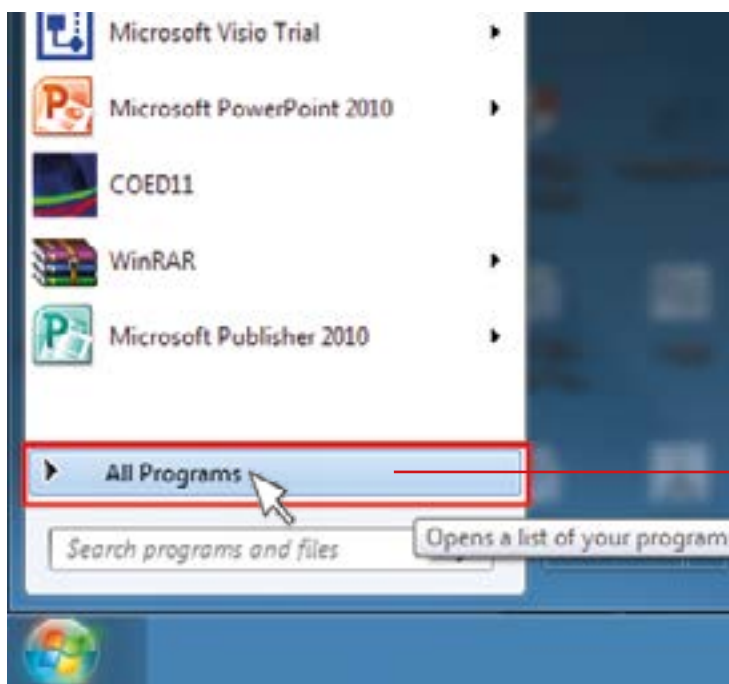 Microsoft Visio Trial
Microsoft PowerPoint 2010
COED11
WinRAR
Microsoft Publisher 2010
All Programs
Search programs and files
Opens a list of your program